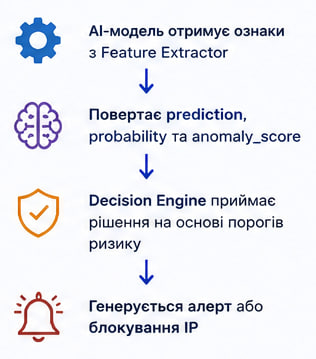 AI-модель отримує ознаки
з Feature Extractor
Повертає prediction,
probability та anomaly_score
Decision Engine приймає
рішення на основі порогів
ризику
Генерується алерт або
блокування IP